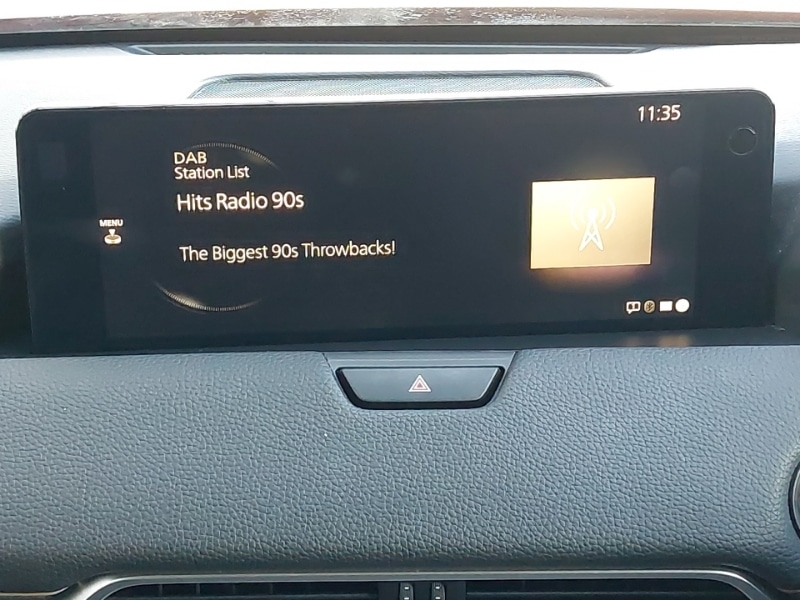 11:35
DAB
Station List
Hits Radio 90s
MENU
The Biggest 90s Throwbacks!